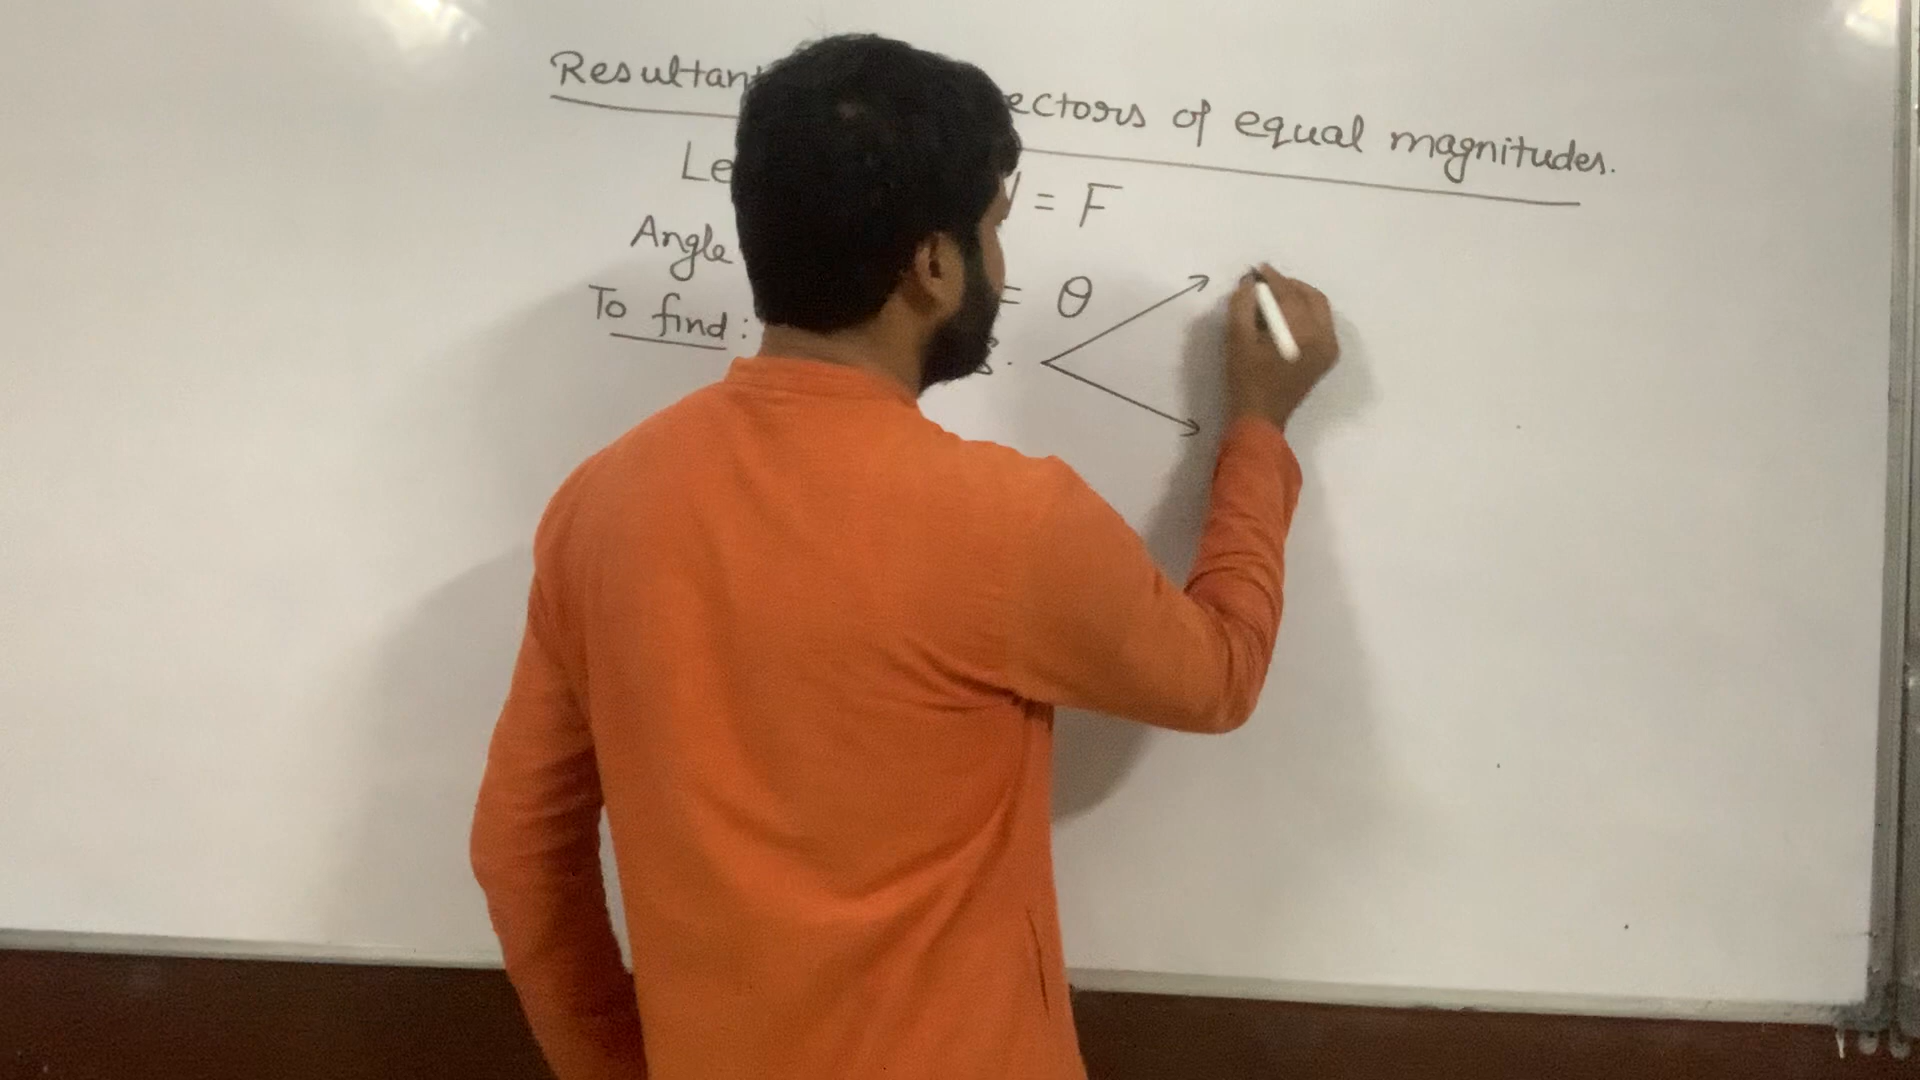 Resultant ectors of equal magnitudes.
Le = F
Angle = θ
To find :